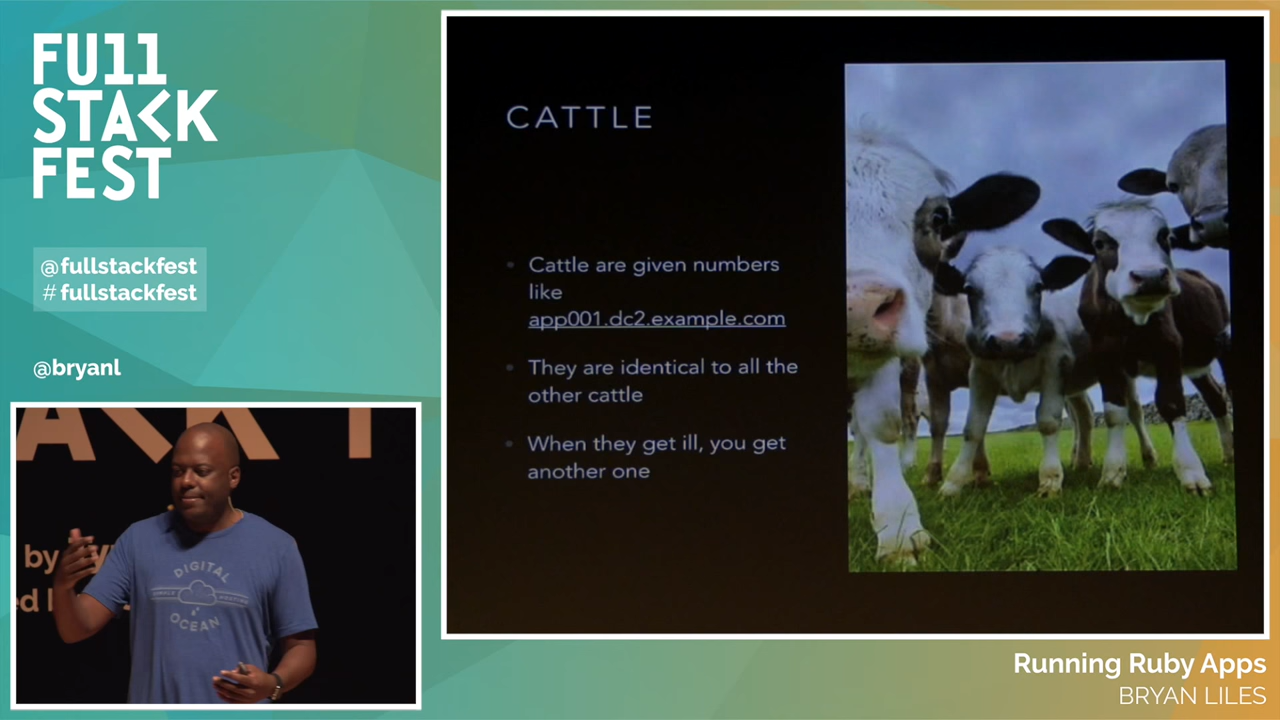 FU11
STACK
FEST
@fullstackfest
# fullstackfest
@bryanl
CATTLE
• Cattle are given numbers
like
app001.dc2.example.com
• They are identical to all the
other cattle
• When they get ill, you get
another one
by
DIGITAL
OCEAN
Running Ruby Apps
BRYAN LILES